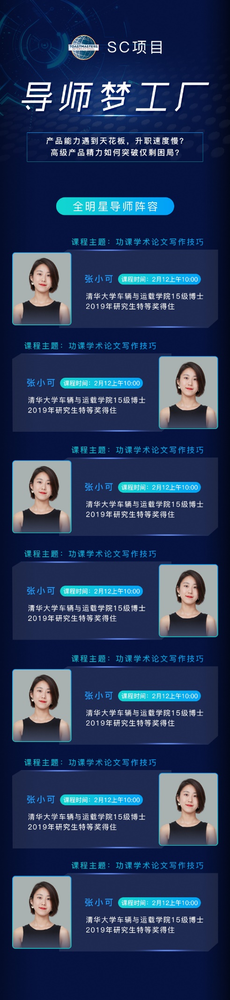 TOASTMASTERS
INTERNATIONAL
SC项目
导师梦工厂
产品能力遇到天花板，升职速度慢？
高级产品精力如何突破仅剩困局？
全明星导师阵容
课程主题：功课学术论文写作技巧
张小可 课程时间：2月12上午10:00
清华大学车辆与运载学院15级博士
2019年研究生特等奖得住
课程主题：功课学术论文写作技巧
张小可 课程时间：2月12上午10:00
清华大学车辆与运载学院15级博士
2019年研究生特等奖得住
课程主题：功课学术论文写作技巧
张小可 课程时间：2月12上午10:00
清华大学车辆与运载学院15级博士
2019年研究生特等奖得住
课程主题：功课学术论文写作技巧
张小可 课程时间：2月12上午10:00
清华大学车辆与运载学院15级博士
2019年研究生特等奖得住
课程主题：功课学术论文写作技巧
张小可 课程时间：2月12上午10:00
清华大学车辆与运载学院15级博士
2019年研究生特等奖得住
课程主题：功课学术论文写作技巧
张小可 课程时间：2月12上午10:00
清华大学车辆与运载学院15级博士
2019年研究生特等奖得住
课程主题：功课学术论文写作技巧
张小可 课程时间：2月12上午10:00
清华大学车辆与运载学院15级博士
2019年研究生特等奖得住